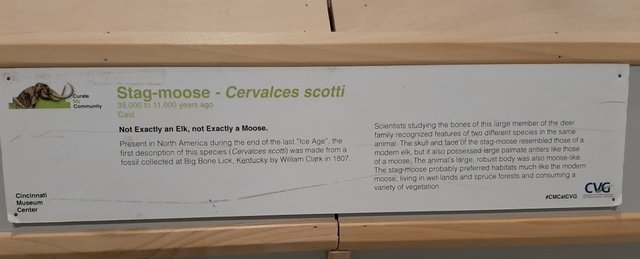 Curate
My
Community
Stag-moose - Cervalces scotti
35,000 to 11,000 years ago
Cast
Not Exactly an Elk, not Exactly a Moose.
Present in North America during the end of the last "Ice Age", the
first description of this species (Cervalces scotti) was made from a
fossil collected at Big Bone Lick, Kentucky by William Clark in 1807
Scientists studying the bones of this large member of the deer
family recognized features of two different species in the same
animal. The skull and face of the stag-moose resembled those of a
modern elk, but it also possessed large palmate antlers like those
of a moose. The animal's large, robust body was also moose-like.
The stag-moose probably preferred habitats much like the modern
moose, living in wet-lands and spruce forests and consuming a
variety of vegetation.
Cincinnati
Museum
Center
#CMCatCVG
CVG